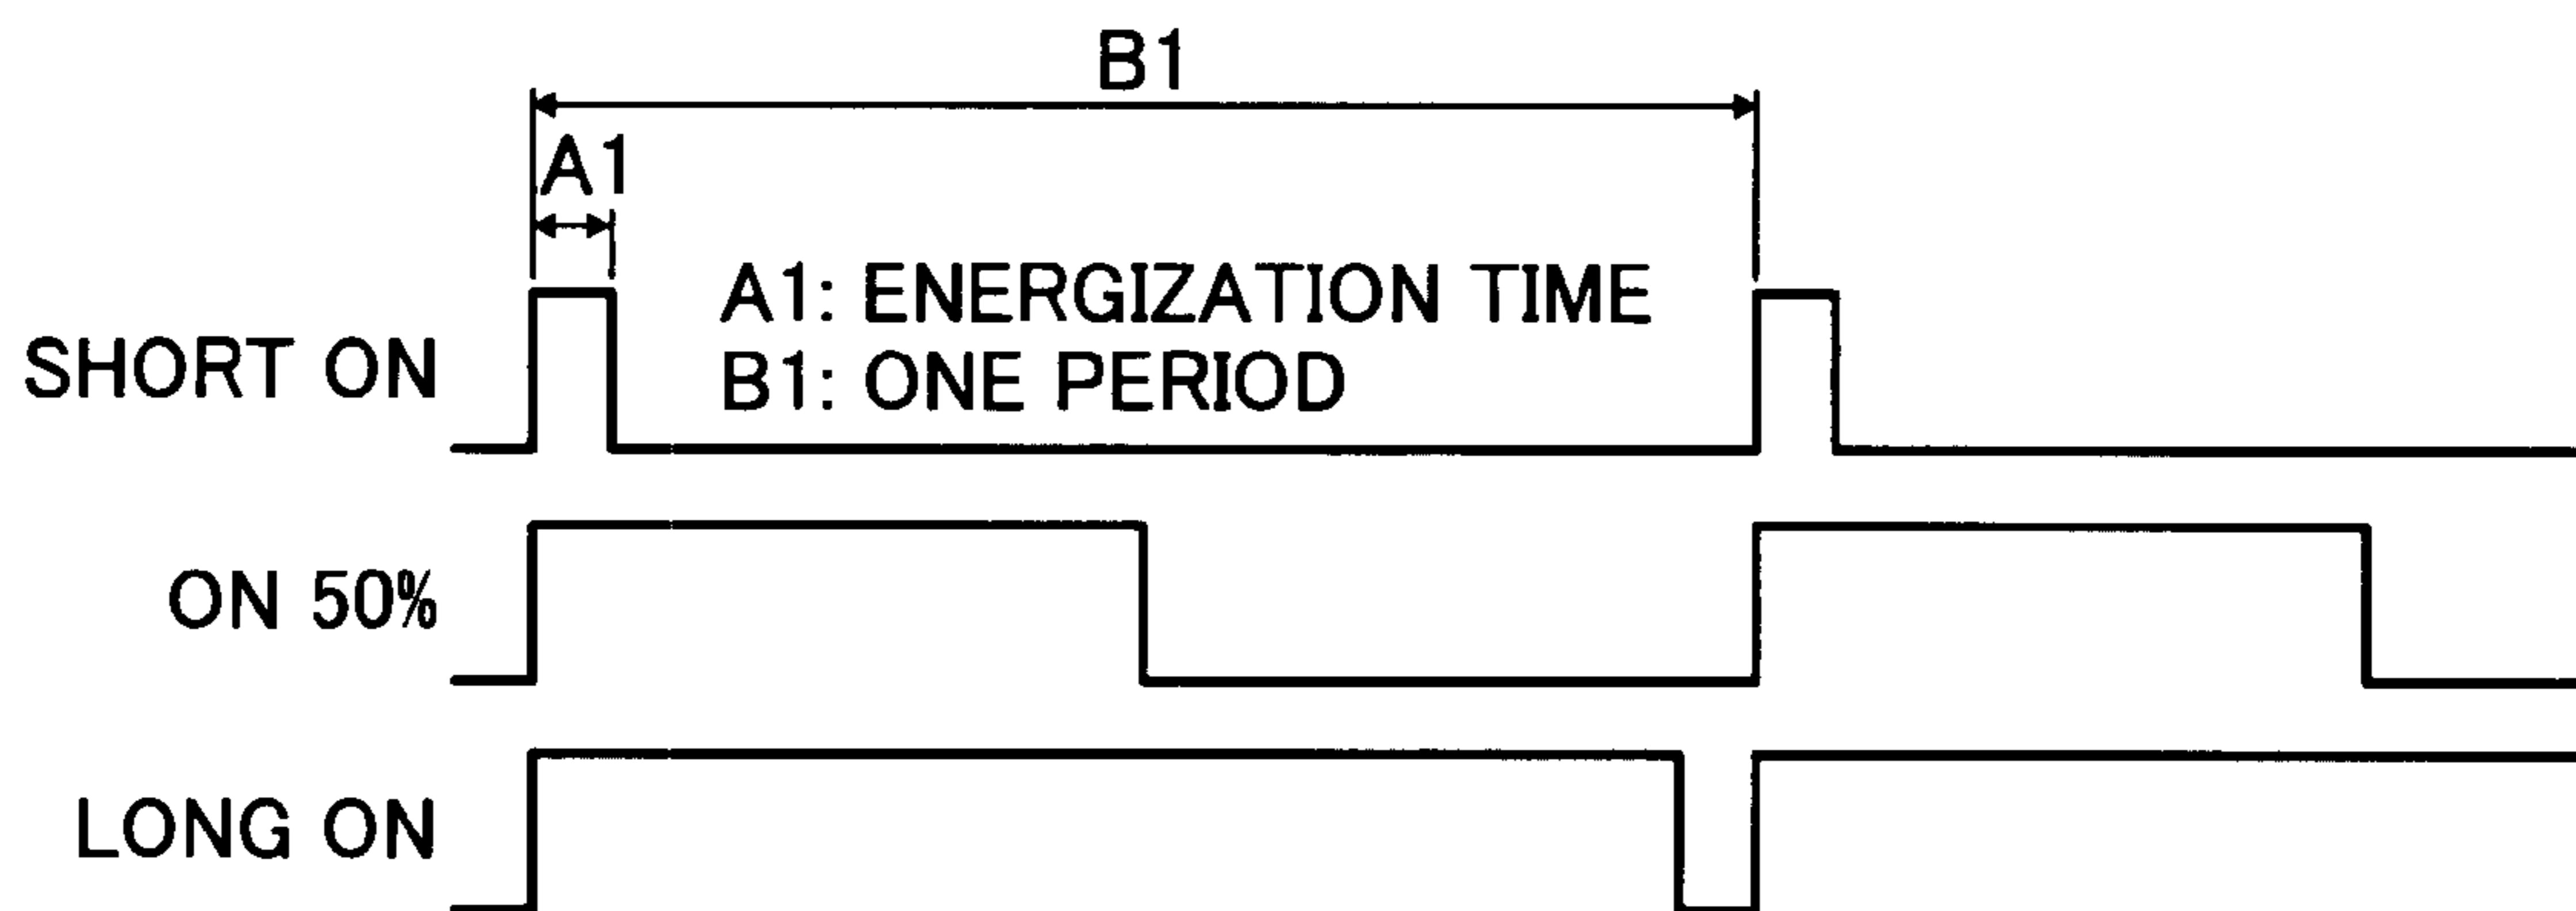 B1
A1
A1: ENERGIZATION TIME
B1: ONE PERIOD
SHORT ON
ON 50%
LONG ON